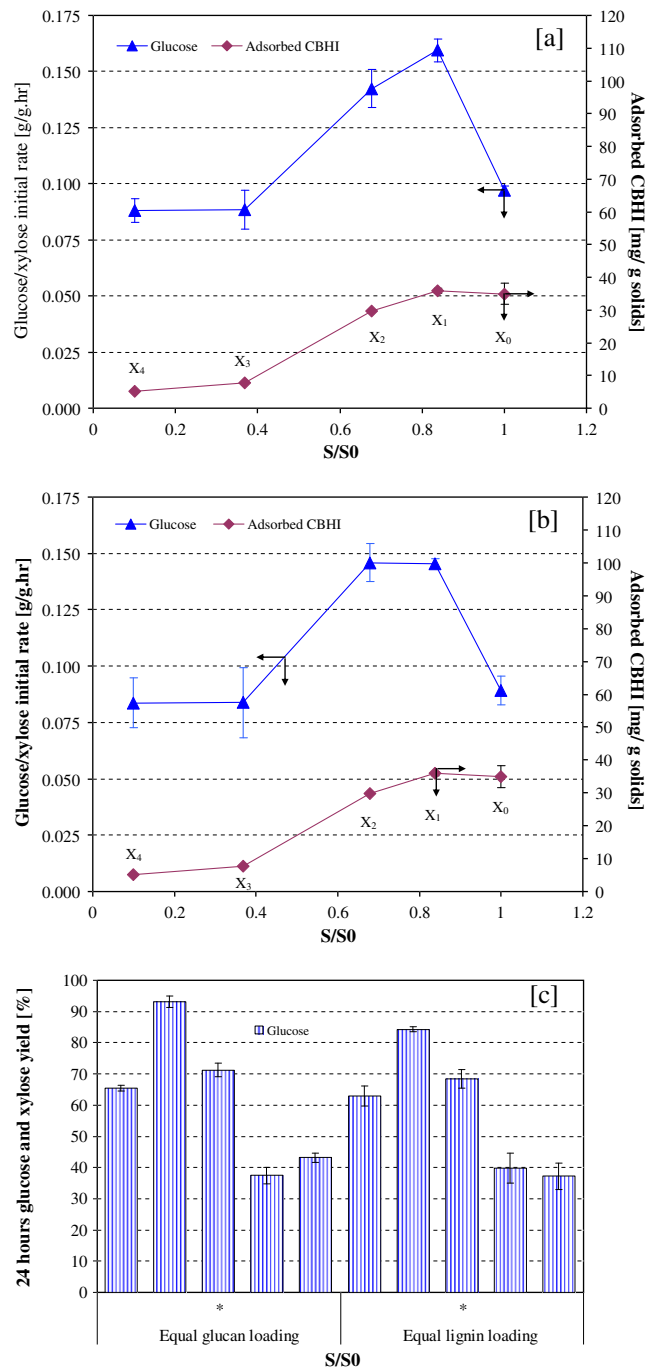 [a]
Glucose
Adsorbed CBHI
0.175
0.150
0.125
0.100
0.075
0.050
0.025
0.000
120
110
100
90
80
70
60
50
40
30
20
10
0
X₄
X₃
X₂
X₁
X₀
0
0.2
0.4
0.6
0.8
1
1.2
Glucose/xylose initial rate [g/g.hr]
Adsorbed CBHI [mg/ g solids]
S/S0
[b]
Glucose
Adsorbed CBHI
0.175
0.150
0.125
0.100
0.075
0.050
0.025
0.000
120
110
100
90
80
70
60
50
40
30
20
10
0
X₄
X₃
X₂
X₁
X₀
0
0.2
0.4
0.6
0.8
1
1.2
Glucose/xylose initial rate [g/g.hr]
Adsorbed CBHI [mg/ g solids]
S/S0
[c]
Glucose
100
90
80
70
60
50
40
30
20
10
0
24 hours glucose and xylose yield [%]
*
*
Equal glucan loading
Equal lignin loading
S/S0